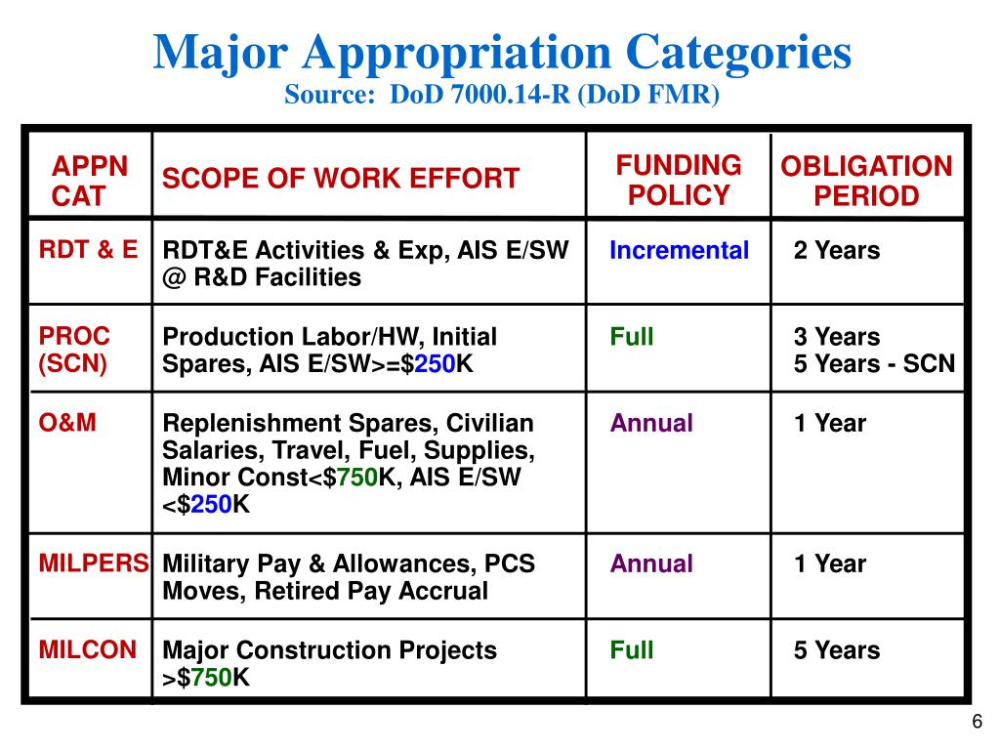 Major Appropriation Categories
Source:  DoD 7000.14-R (DoD FMR)
APPN
CAT
SCOPE OF WORK EFFORT
FUNDING
POLICY
OBLIGATION
PERIOD
RDT & E
RDT&E Activities & Exp, AIS E/SW
@ R&D Facilities
Incremental
2 Years
PROC
(SCN)
Production Labor/HW, Initial
Spares, AIS E/SW>=$250K
Full
3 Years
5 Years - SCN
O&M
Replenishment Spares, Civilian
Salaries, Travel, Fuel, Supplies,
Minor Const<$750K, AIS E/SW
<$250K
Annual
1 Year
MILPERS
Military Pay & Allowances, PCS
Moves, Retired Pay Accrual
Annual
1 Year
MILCON
Major Construction Projects
>$750K
Full
5 Years
6